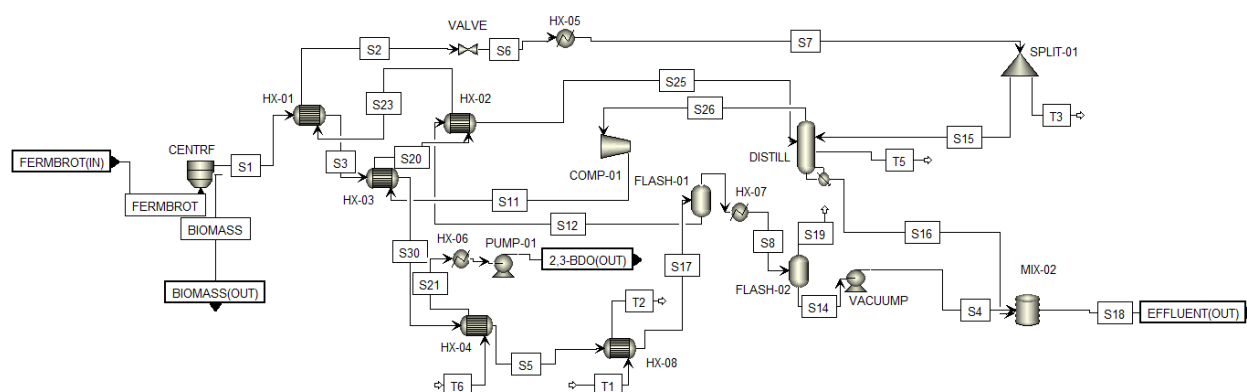 VALVE
HX-05
S2
S6
S7
SPLIT-01
HX-01
S23
HX-02
S25
S26
T3
CENTRF
S1
S3
S20
DISTILL
S15
T5
FERMBROT(IN)
FERMBROT
HX-03
COMP-01
S11
FLASH-01
HX-07
BIOMASS
S12
S8
S19
S16
S30
HX-06
PUMP-01
2,3-BDO(OUT)
S17
S21
MIX-02
BIOMASS(OUT)
FLASH-02
S14
VACUUMP
S4
S18
EFFLUENT(OUT)
T2
HX-04
S5
HX-08
T6
T1